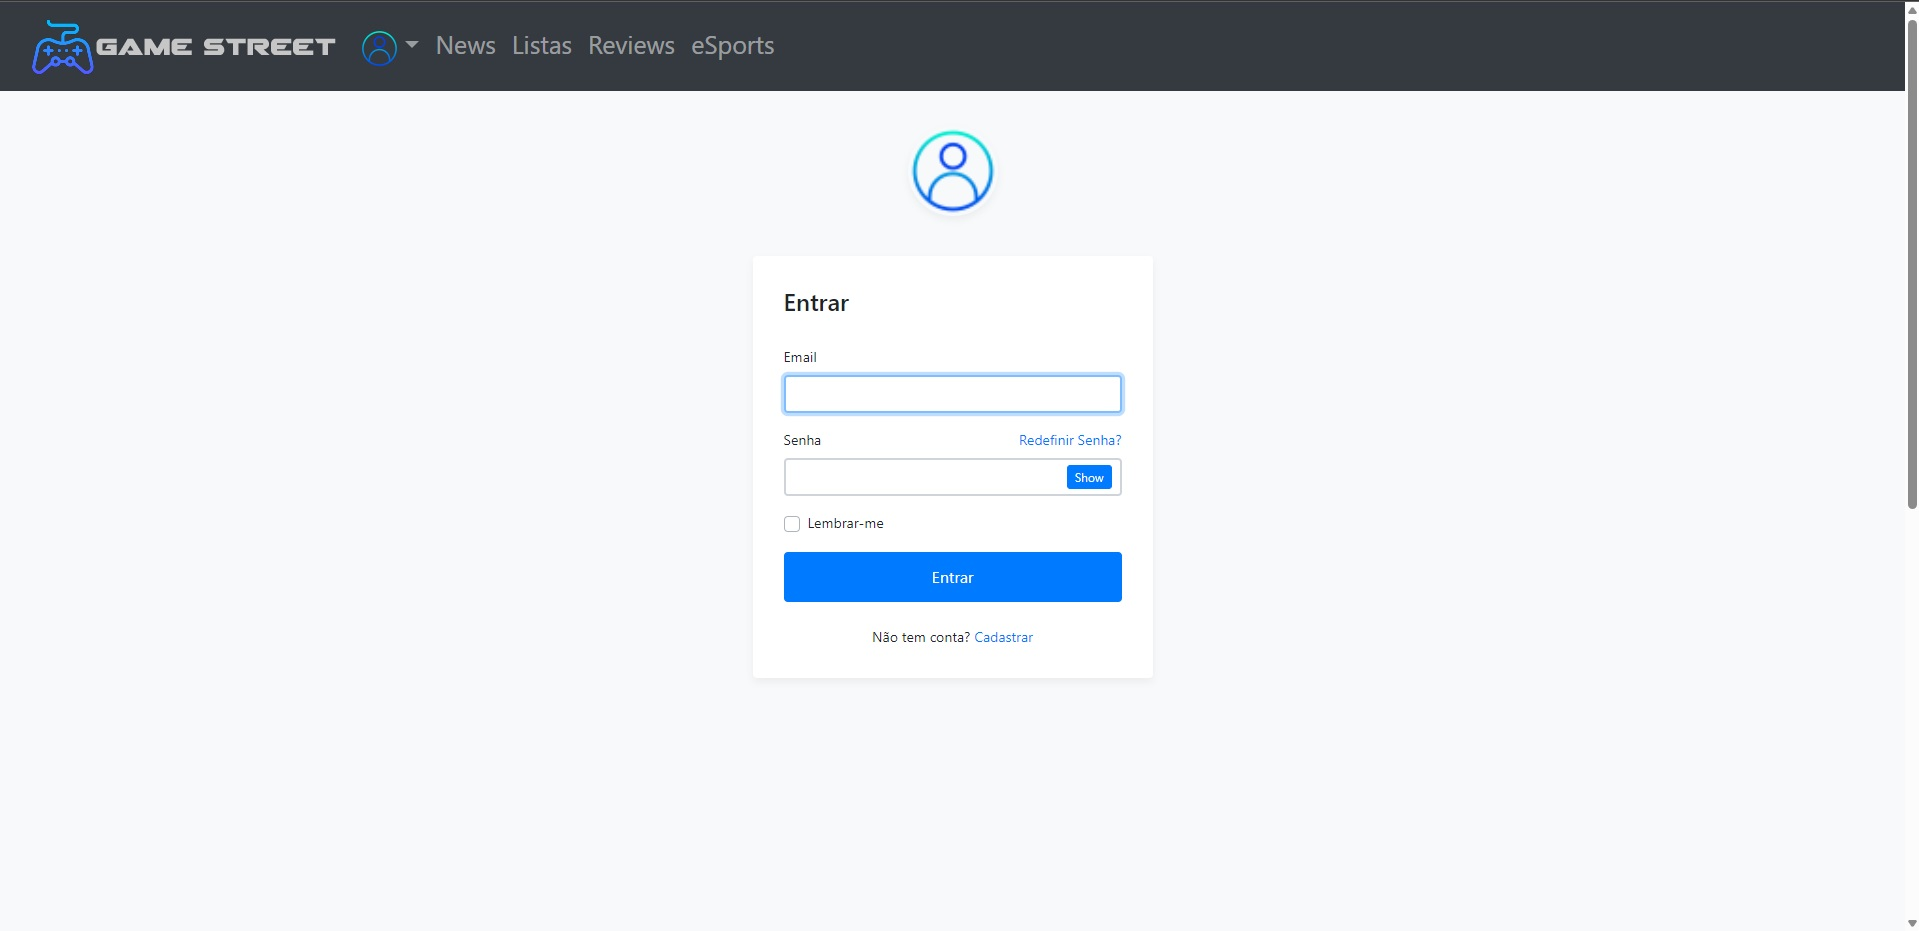 GAME STREET News Listas Reviews eSports
Entrar
Email
Senha Redefinir Senha?
Show
Lembrar-me
Entrar
Não tem conta? Cadastrar